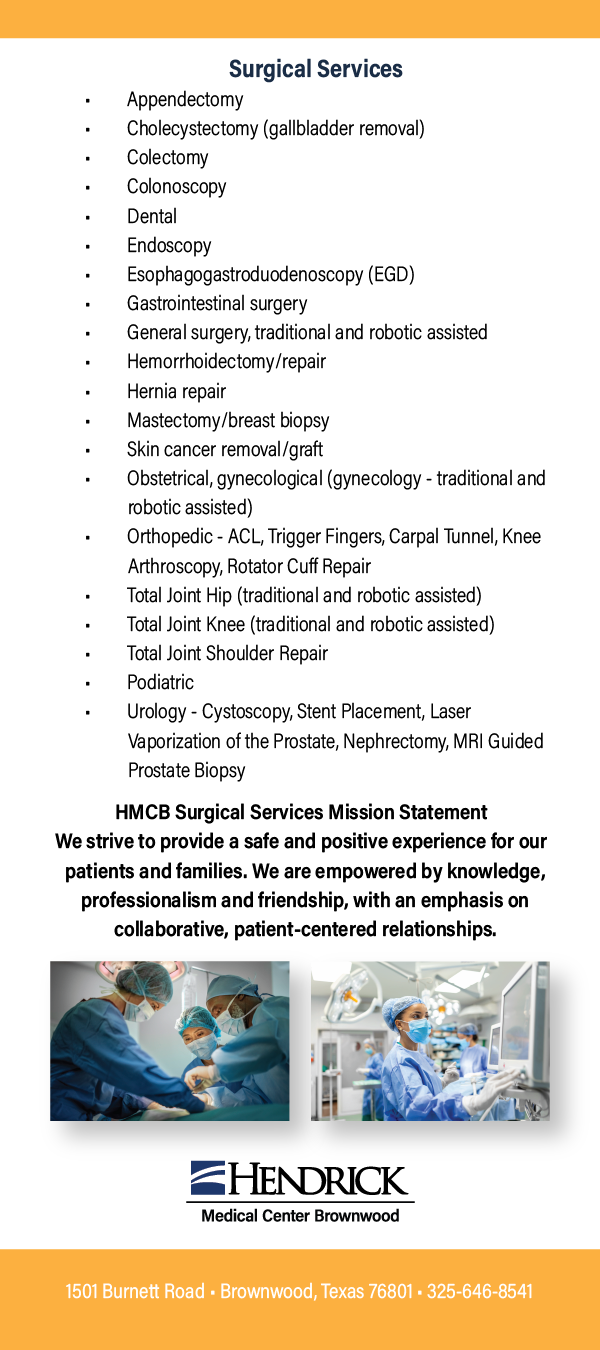 Surgical Services
• Appendectomy
• Cholecystectomy (gallbladder removal)
• Colectomy
• Colonoscopy
• Dental
• Endoscopy
• Esophagogastroduodenoscopy (EGD)
• Gastrointestinal surgery
• General surgery, traditional and robotic assisted
• Hemorrhoidectomy/repair
• Hernia repair
• Mastectomy/breast biopsy
• Skin cancer removal/graft
• Obstetrical, gynecological (gynecology - traditional and
robotic assisted)
• Orthopedic - ACL, Trigger Fingers, Carpal Tunnel, Knee
Arthroscopy, Rotator Cuff Repair
• Total Joint Hip (traditional and robotic assisted)
• Total Joint Knee (traditional and robotic assisted)
• Total Joint Shoulder Repair
• Podiatric
• Urology - Cystoscopy, Stent Placement, Laser
Vaporization of the Prostate, Nephrectomy, MRI Guided
Prostate Biopsy
HMCB Surgical Services Mission Statement
We strive to provide a safe and positive experience for our
patients and families. We are empowered by knowledge,
professionalism and friendship, with an emphasis on
collaborative, patient-centered relationships.
HENDRICK
Medical Center Brownwood
1501 Burnett Road • Brownwood, Texas 76801 • 325-646-8541